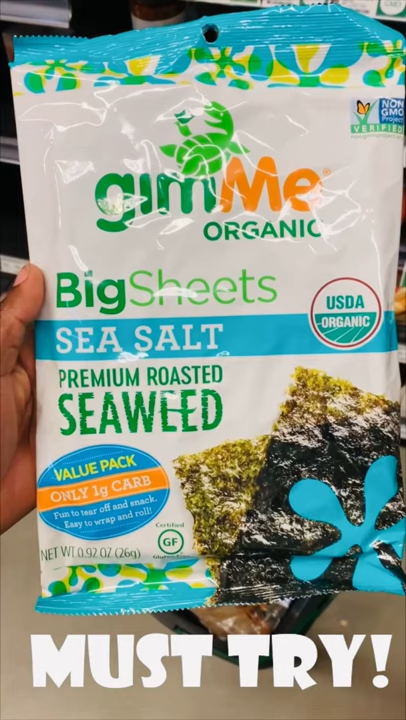 NON
GMO
Project
VERIFIED
nongmoproject.org
gimMe®
ORGANIC
BigSheets
SEA SALT
USDA
ORGANIC
PREMIUM ROASTED
SEAWEED
VALUE PACK
ONLY 1g CARB
Fun to tear off and snack.
Easy to wrap and roll!
Certified
GF
Gluten-Free
NET WT 0.92 OZ (26g)
MUST TRY!